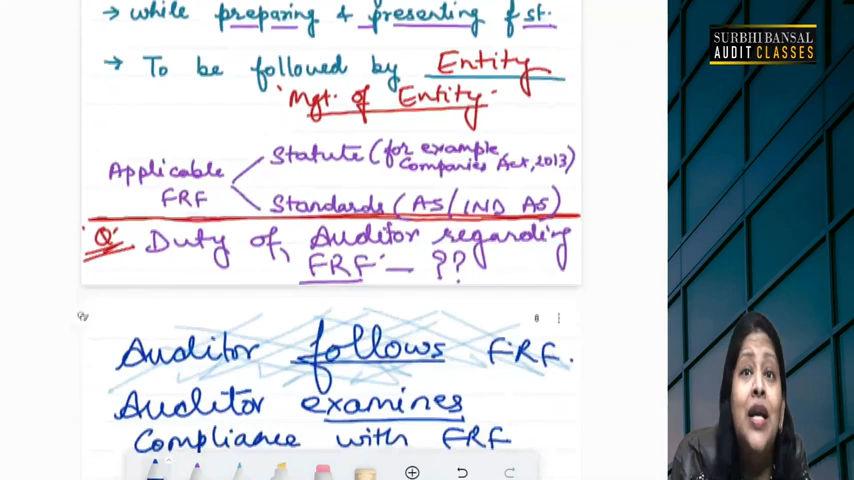 → while preparing & presenting f st.
→ To be followed by Entity
Mgt. of Entity
Applicable FRF
Statute (for example, Companies Act, 2013)
Standards (AS/IND AS)
Q Duty of, Auditor regarding
FRF — ??
Auditor follows FRF.
Auditor examines
Compliance with FRF
SURBHI BANSAL
AUDIT CLASSES
8